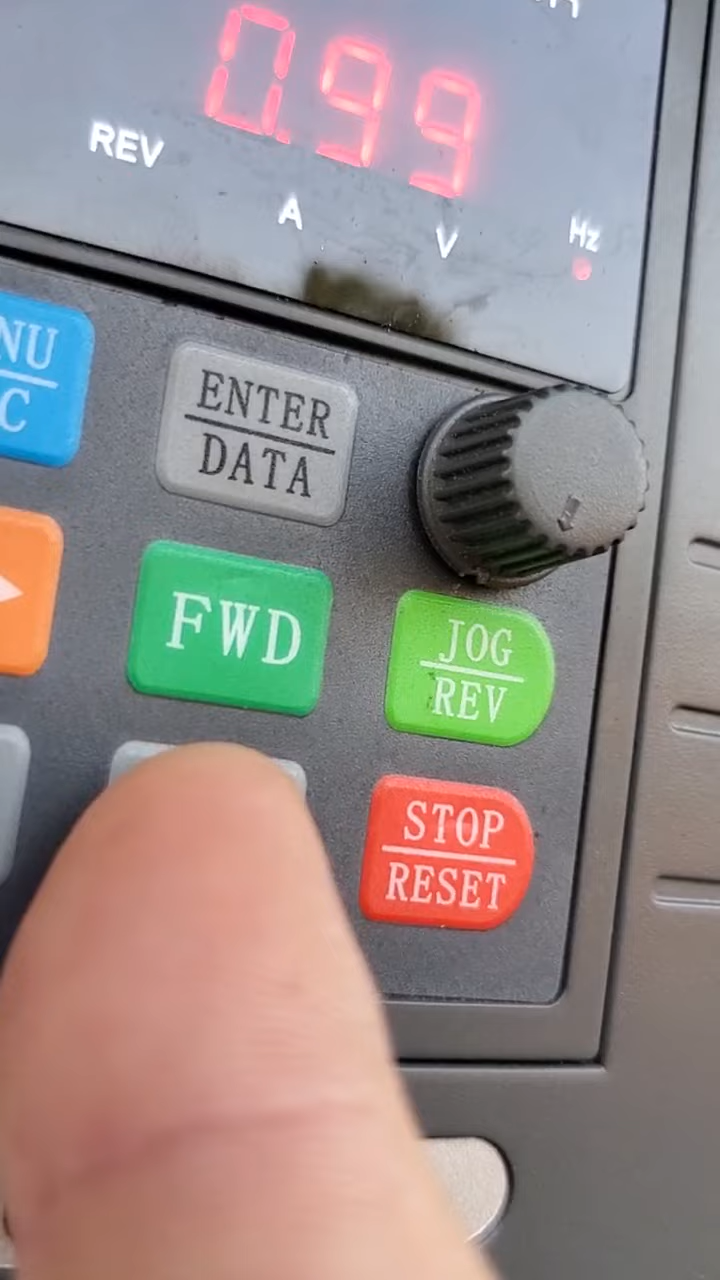 0.99
REV
A
V
Hz
NU
C
ENTER
DATA
FWD
JOG
REV
STOP
RESET